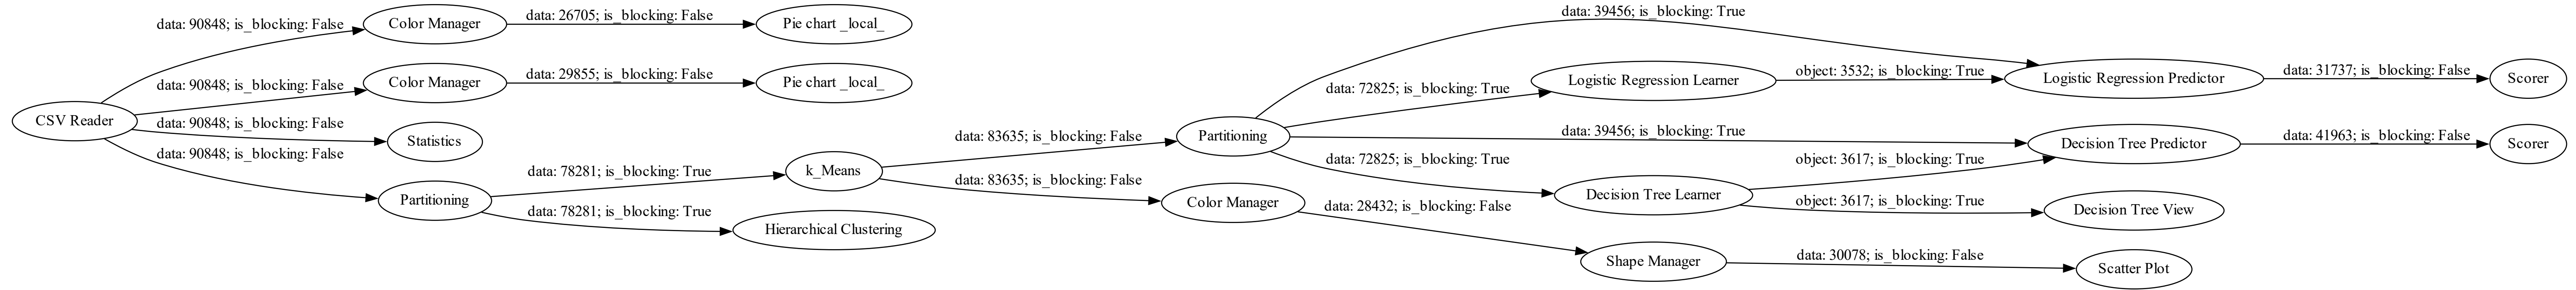 CSV Reader
data: 90848; is_blocking: False
Color Manager
data: 26705; is_blocking: False
Pie chart _local_
data: 90848; is_blocking: False
Color Manager
data: 29855; is_blocking: False
Pie chart _local_
data: 90848; is_blocking: False
Statistics
data: 90848; is_blocking: False
Partitioning
data: 78281; is_blocking: True
k_Means
data: 78281; is_blocking: True
Hierarchical Clustering
data: 83635; is_blocking: False
Partitioning
data: 83635; is_blocking: False
Color Manager
data: 39456; is_blocking: True
data: 72825; is_blocking: True
Logistic Regression Learner
object: 3532; is_blocking: True
Logistic Regression Predictor
data: 31737; is_blocking: False
Scorer
data: 39456; is_blocking: True
Decision Tree Predictor
data: 41963; is_blocking: False
Scorer
data: 72825; is_blocking: True
Decision Tree Learner
object: 3617; is_blocking: True
object: 3617; is_blocking: True
Decision Tree View
data: 28432; is_blocking: False
Shape Manager
data: 30078; is_blocking: False
Scatter Plot